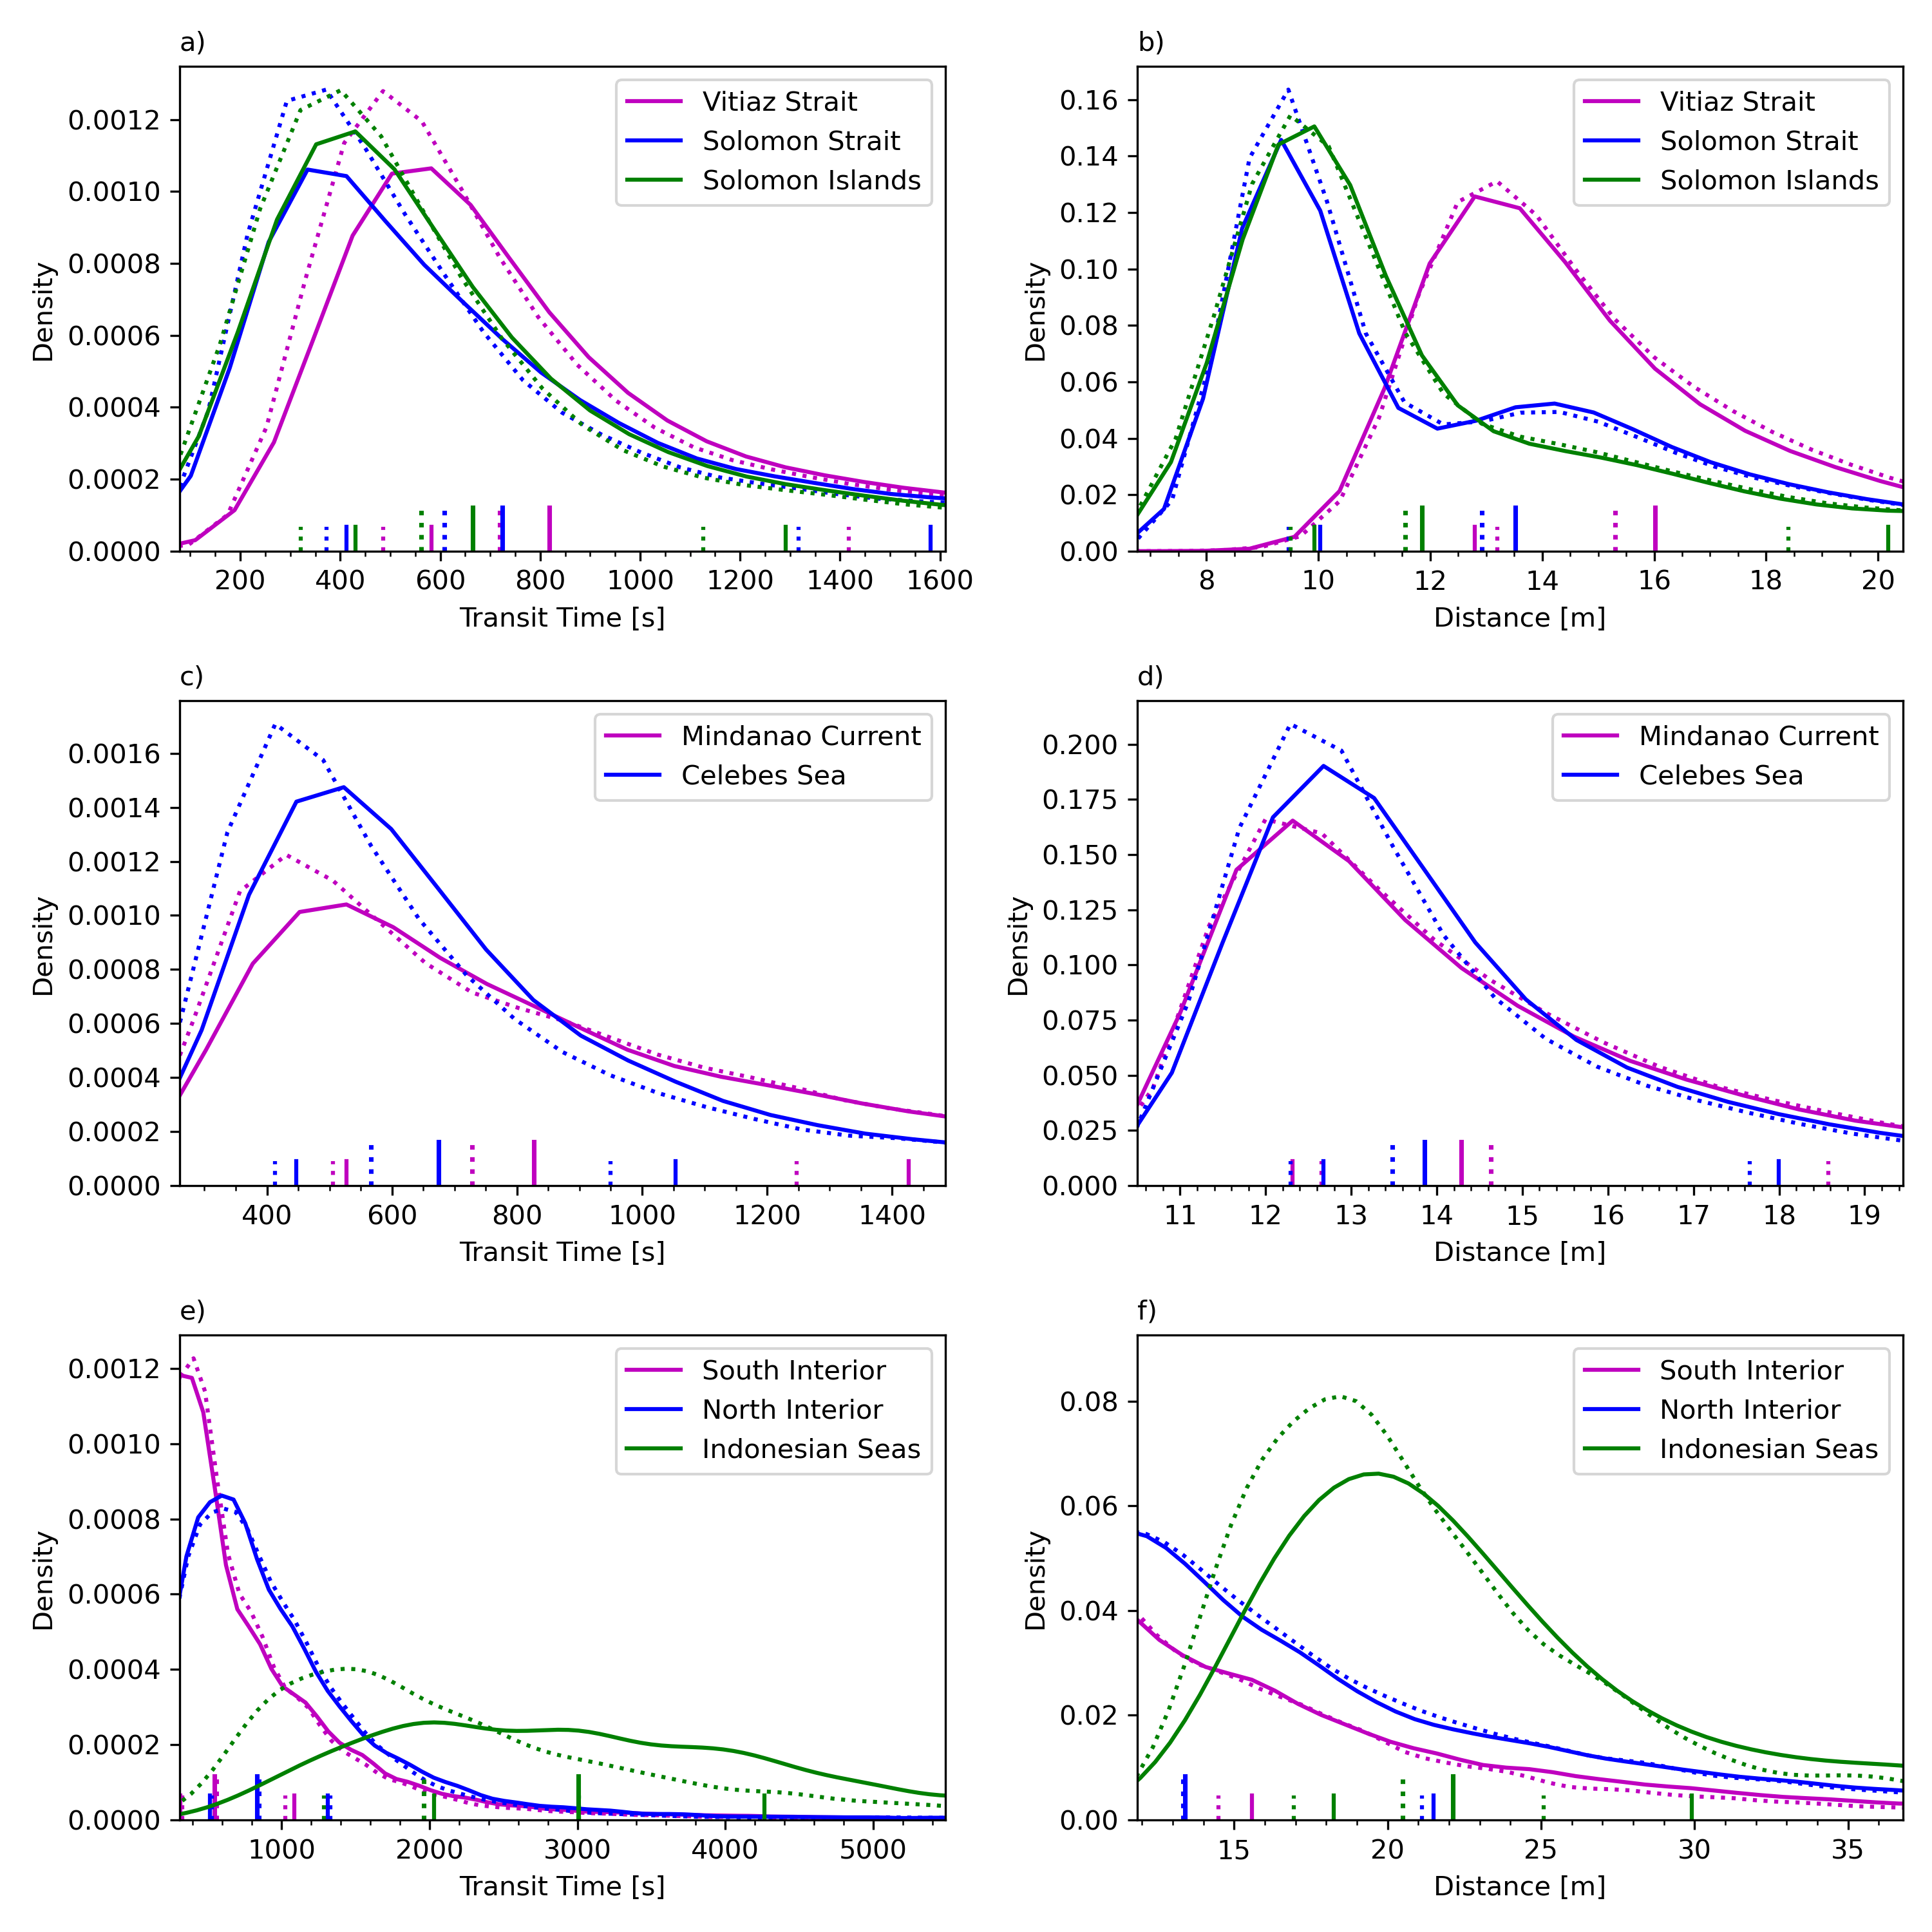 a)
0.0012
0.0010
0.0008
0.0006
0.0004
0.0002
0.0000
Density
Vitiaz Strait
Solomon Strait
Solomon Islands
200 400 600 800 1000 1200 1400 1600
Transit Time [s]
b)
0.16
0.14
0.12
0.10
0.08
0.06
0.04
0.02
0.00
Density
Vitiaz Strait
Solomon Strait
Solomon Islands
8 10 12 14 16 18 20
Distance [m]
c)
0.0016
0.0014
0.0012
0.0010
0.0008
0.0006
0.0004
0.0002
0.0000
Density
Mindanao Current
Celebes Sea
400 600 800 1000 1200 1400
Transit Time [s]
d)
0.200
0.175
0.150
0.125
0.100
0.075
0.050
0.025
0.000
Density
Mindanao Current
Celebes Sea
11 12 13 14 15 16 17 18 19
Distance [m]
e)
0.0012
0.0010
0.0008
0.0006
0.0004
0.0002
0.0000
Density
South Interior
North Interior
Indonesian Seas
1000 2000 3000 4000 5000
Transit Time [s]
f)
0.08
0.06
0.04
0.02
0.00
Density
South Interior
North Interior
Indonesian Seas
15 20 25 30 35
Distance [m]